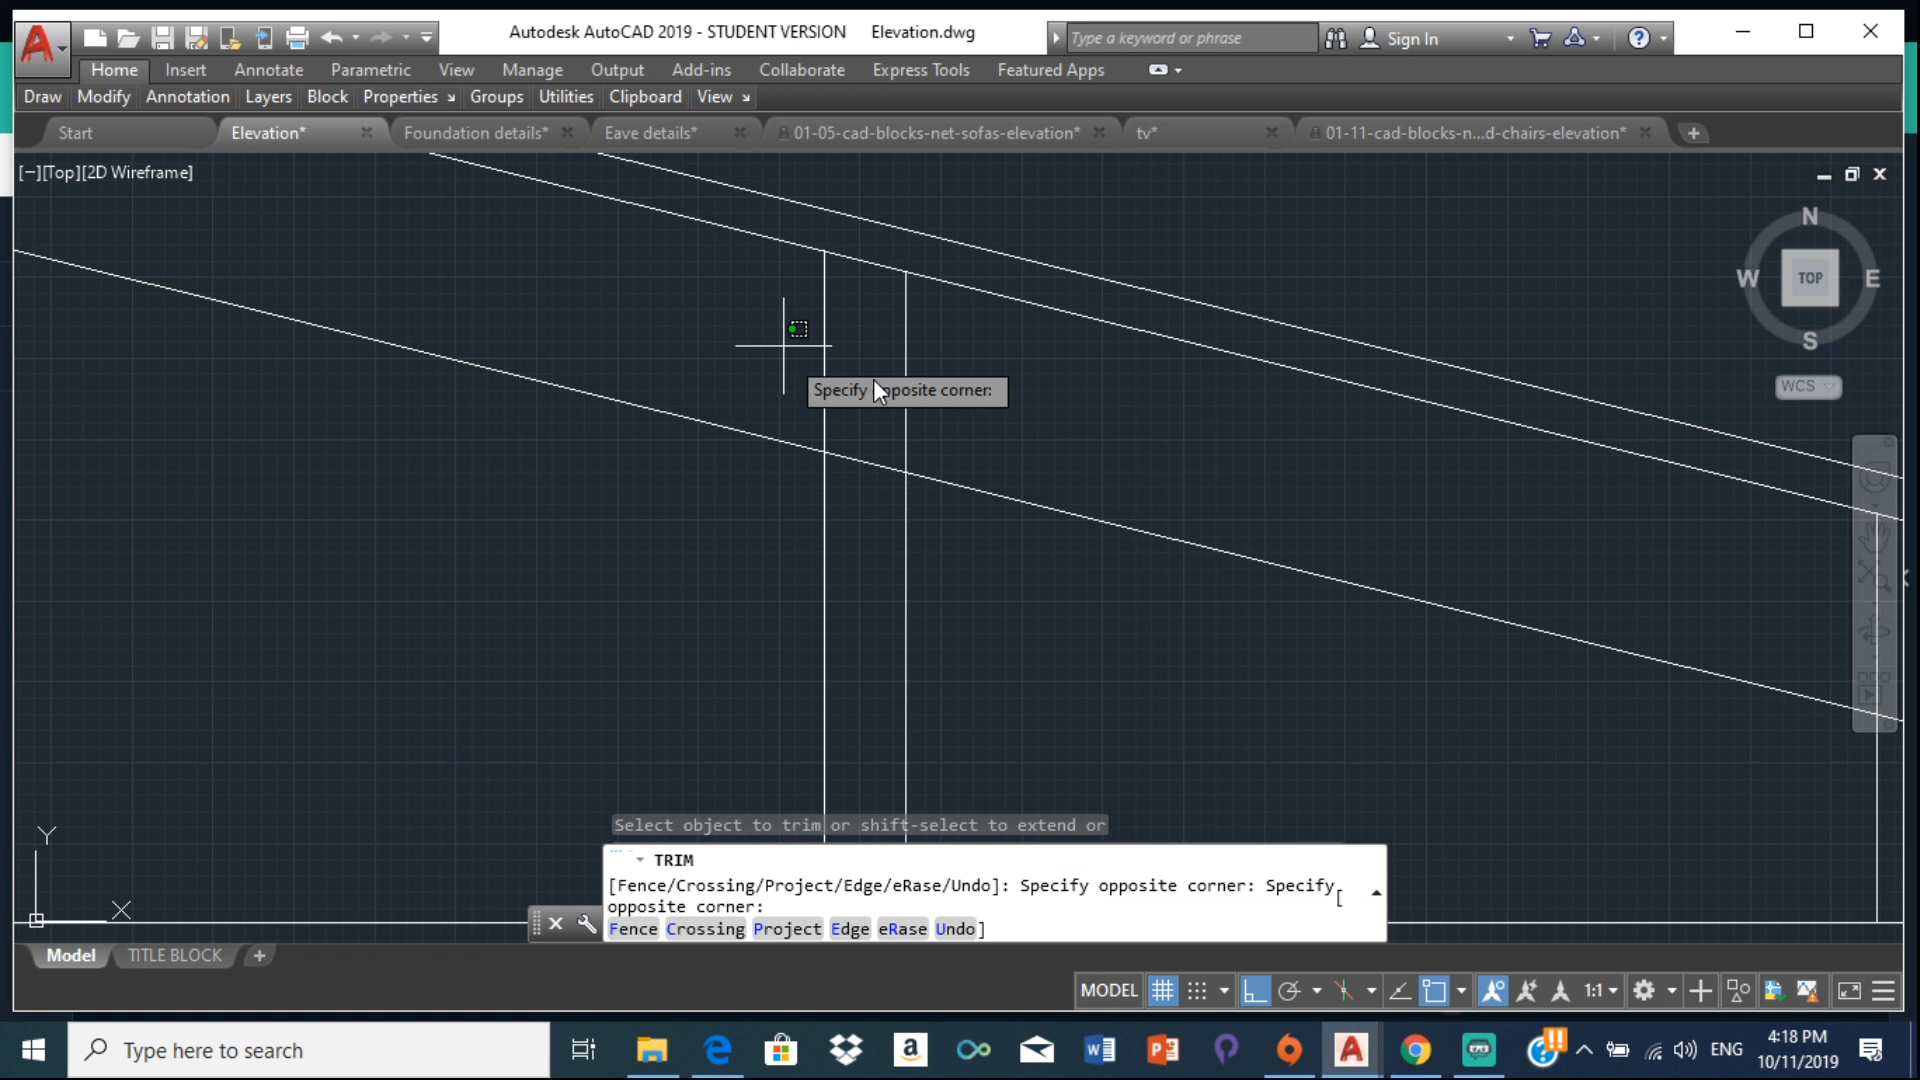 Autodesk AutoCAD 2019 - STUDENT VERSION Elevation.dwg
Type a keyword or phrase
Sign In
Home Insert Annotate Parametric View Manage Output Add-ins Collaborate Express Tools Featured Apps
Draw Modify Annotation Layers Block Properties Groups Utilities Clipboard View
Start Elevation* Foundation details* Eave details* 01-05-cad-blocks-net-sofas-elevation* tv* 01-11-cad-blocks-n...d-chairs-elevation*
[−][Top][2D Wireframe]
N
W TOP E
S
WCS
Specify opposite corner:
Select object to trim or shift-select to extend or
TRIM
[Fence/Crossing/Project/Edge/eRase/Undo]: Specify opposite corner: Specify
opposite corner:
[
Fence Crossing Project Edge eRase Undo]
Y
X
Model TITLE BLOCK
MODEL 1:1
Type here to search
ENG
4:18 PM
10/11/2019